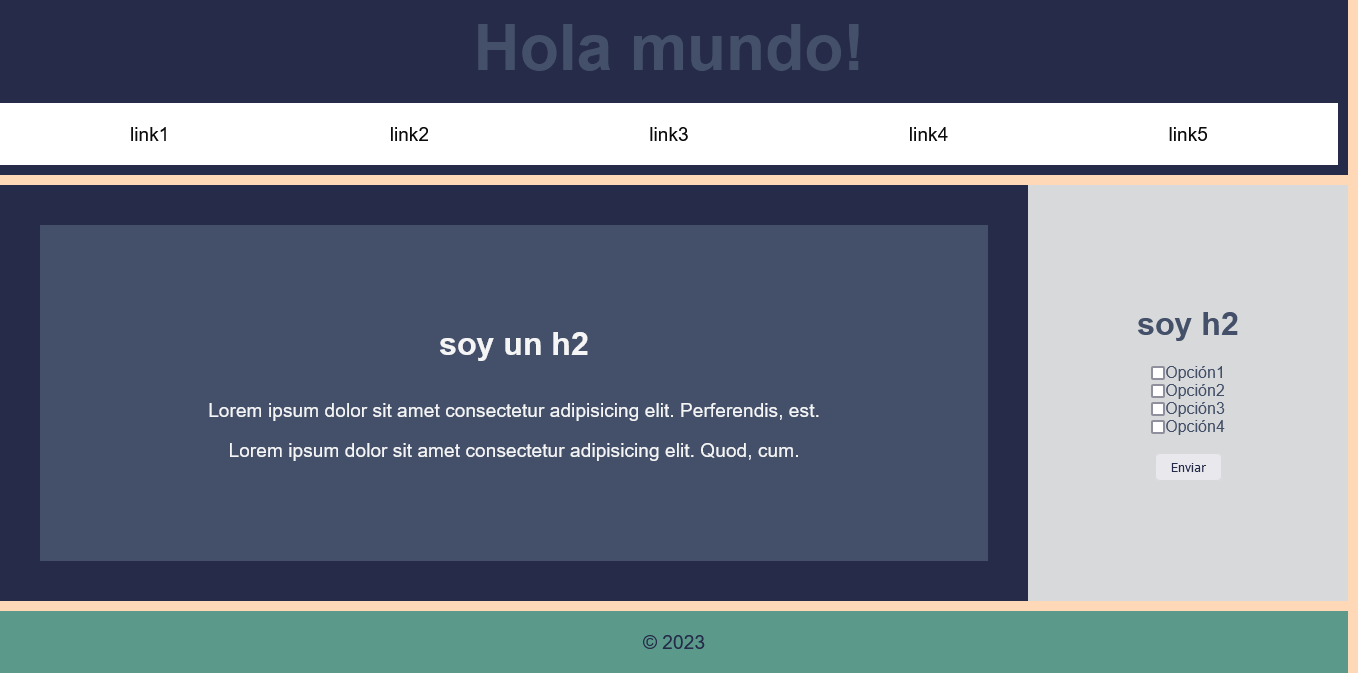 Hola mundo!
link1 link2 link3 link4 link5
soy un h2
Lorem ipsum dolor sit amet consectetur adipisicing elit. Perferendis, est.
Lorem ipsum dolor sit amet consectetur adipisicing elit. Quod, cum.
soy h2
Opción1
Opción2
Opción3
Opción4
Enviar
© 2023